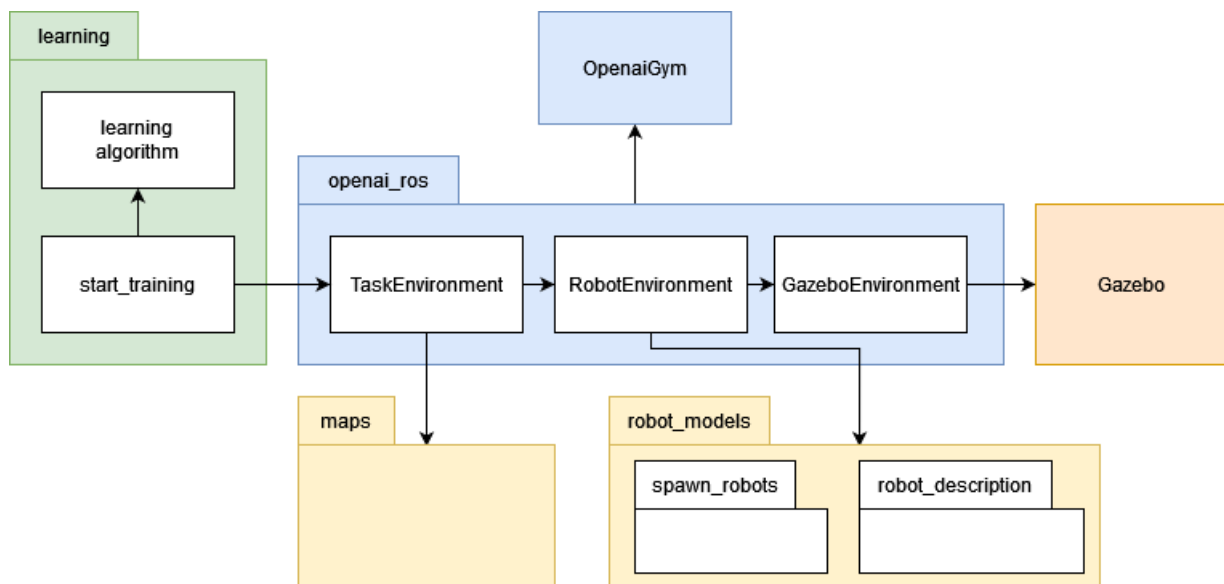 learning
OpenaiGym
learning
algorithm
openai_ros
start_training
TaskEnvironment
RobotEnvironment
GazeboEnvironment
Gazebo
maps
robot_models
spawn_robots
robot_description